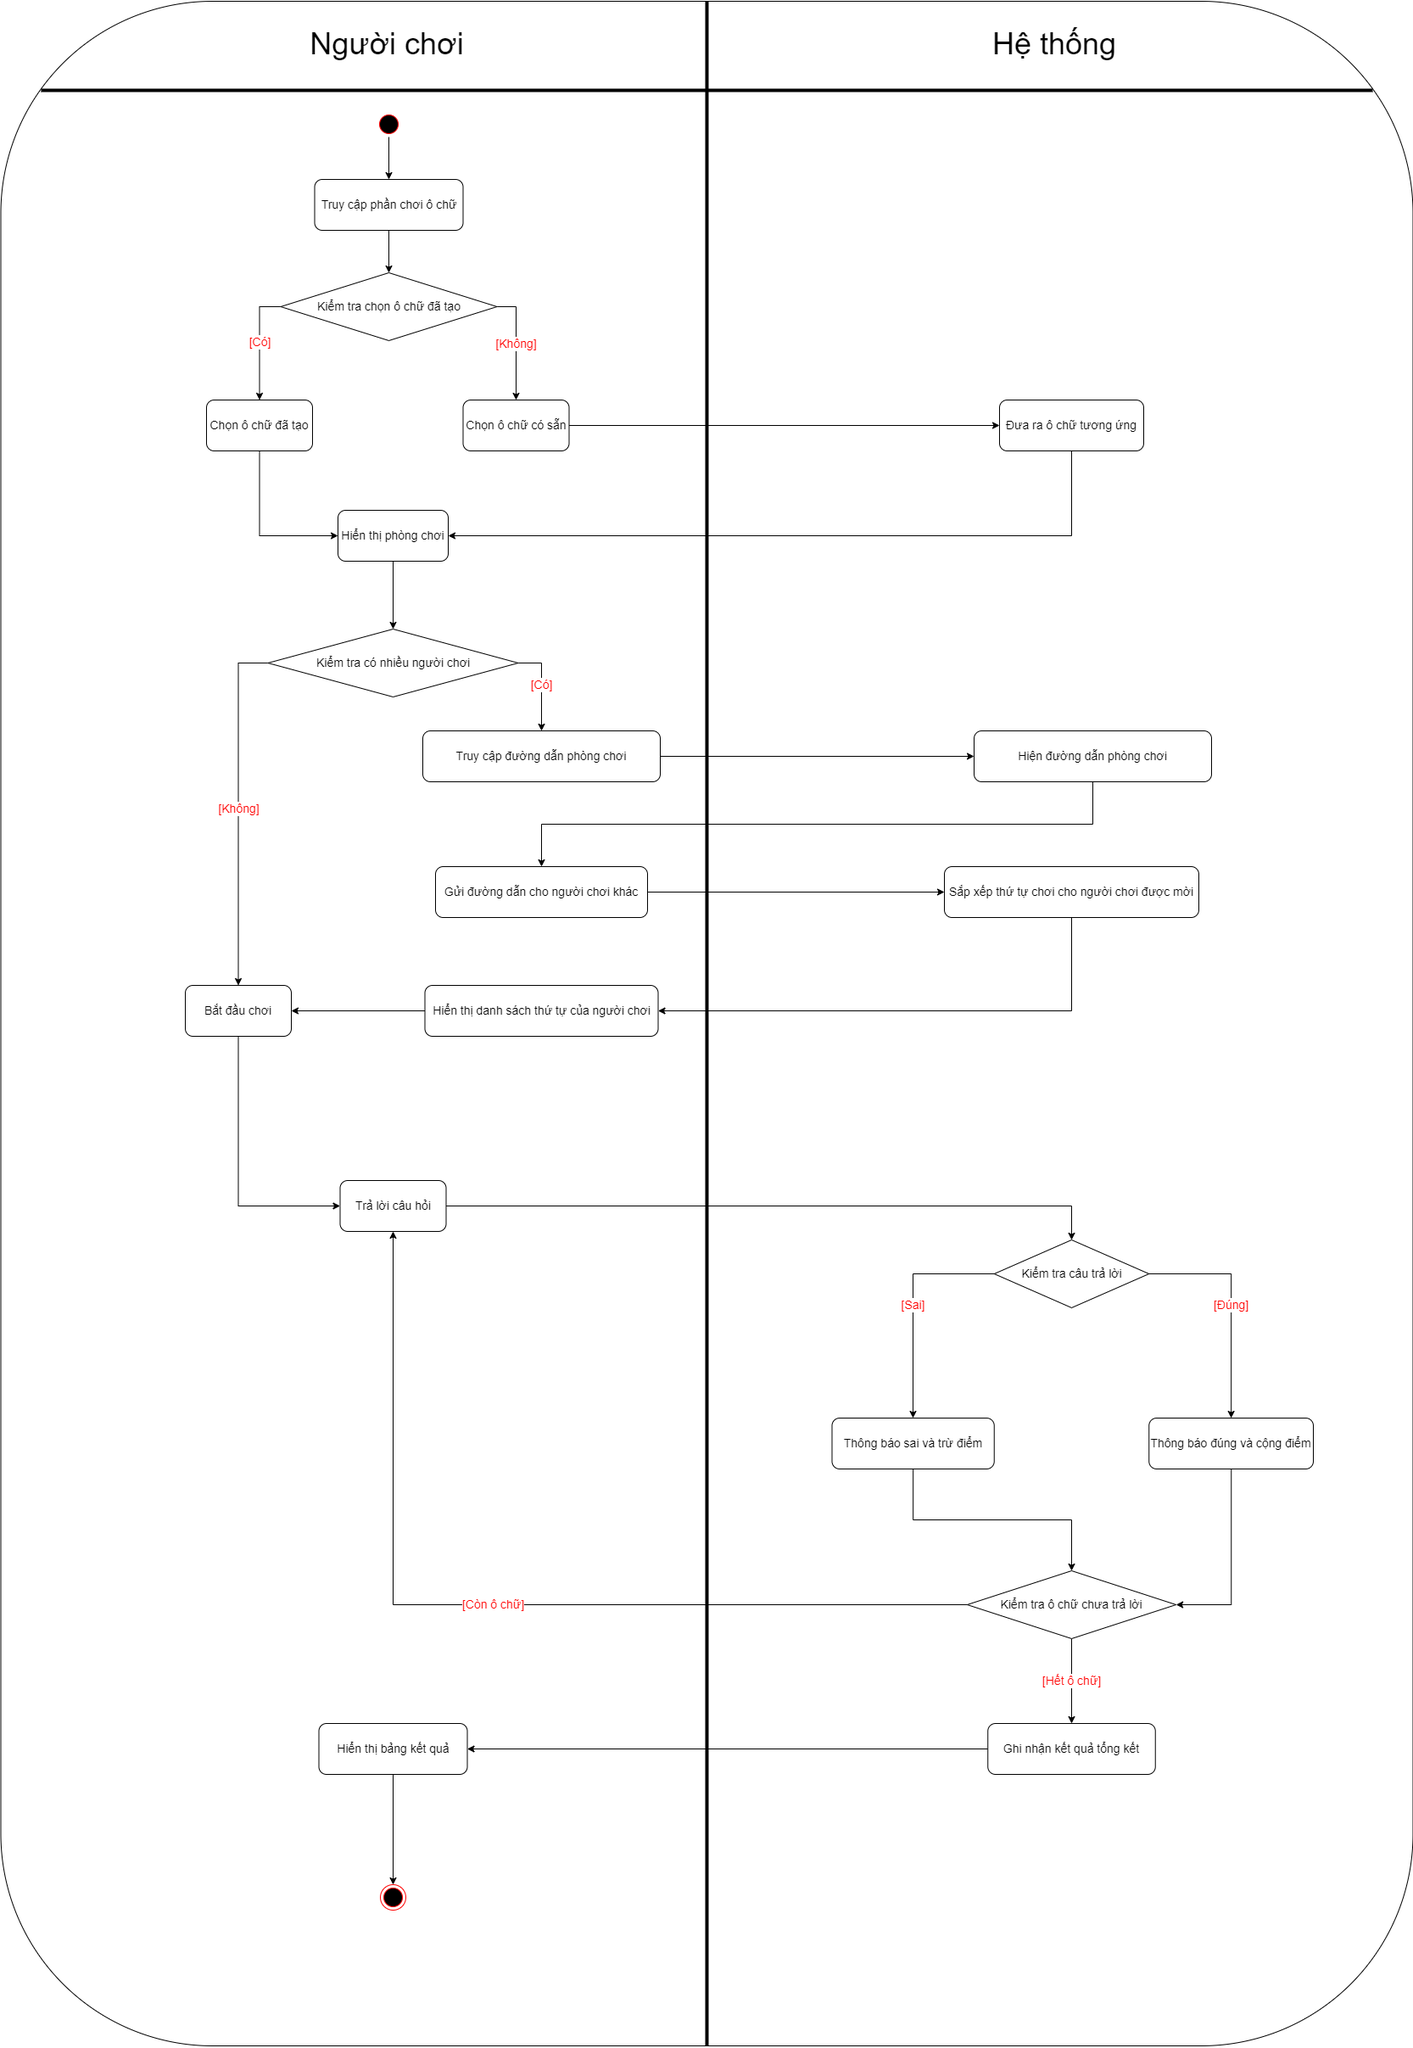 Người chơi
Hệ thống
Truy cập phần chơi ô chữ
Kiểm tra chọn ô chữ đã tạo
[Có]
[Không]
Chọn ô chữ đã tạo
Chọn ô chữ có sẵn
Đưa ra ô chữ tương ứng
Hiển thị phòng chơi
Kiểm tra có nhiều người chơi
[Có]
Truy cập đường dẫn phòng chơi
Hiện đường dẫn phòng chơi
[Không]
Gửi đường dẫn cho người chơi khác
Sắp xếp thứ tự chơi cho người chơi được mời
Bắt đầu chơi
Hiển thị danh sách thứ tự của người chơi
Trả lời câu hỏi
Kiểm tra câu trả lời
[Sai]
[Đúng]
Thông báo sai và trừ điểm
Thông báo đúng và cộng điểm
[Còn ô chữ]
Kiểm tra ô chữ chưa trả lời
[Hết ô chữ]
Hiển thị bảng kết quả
Ghi nhận kết quả tổng kết